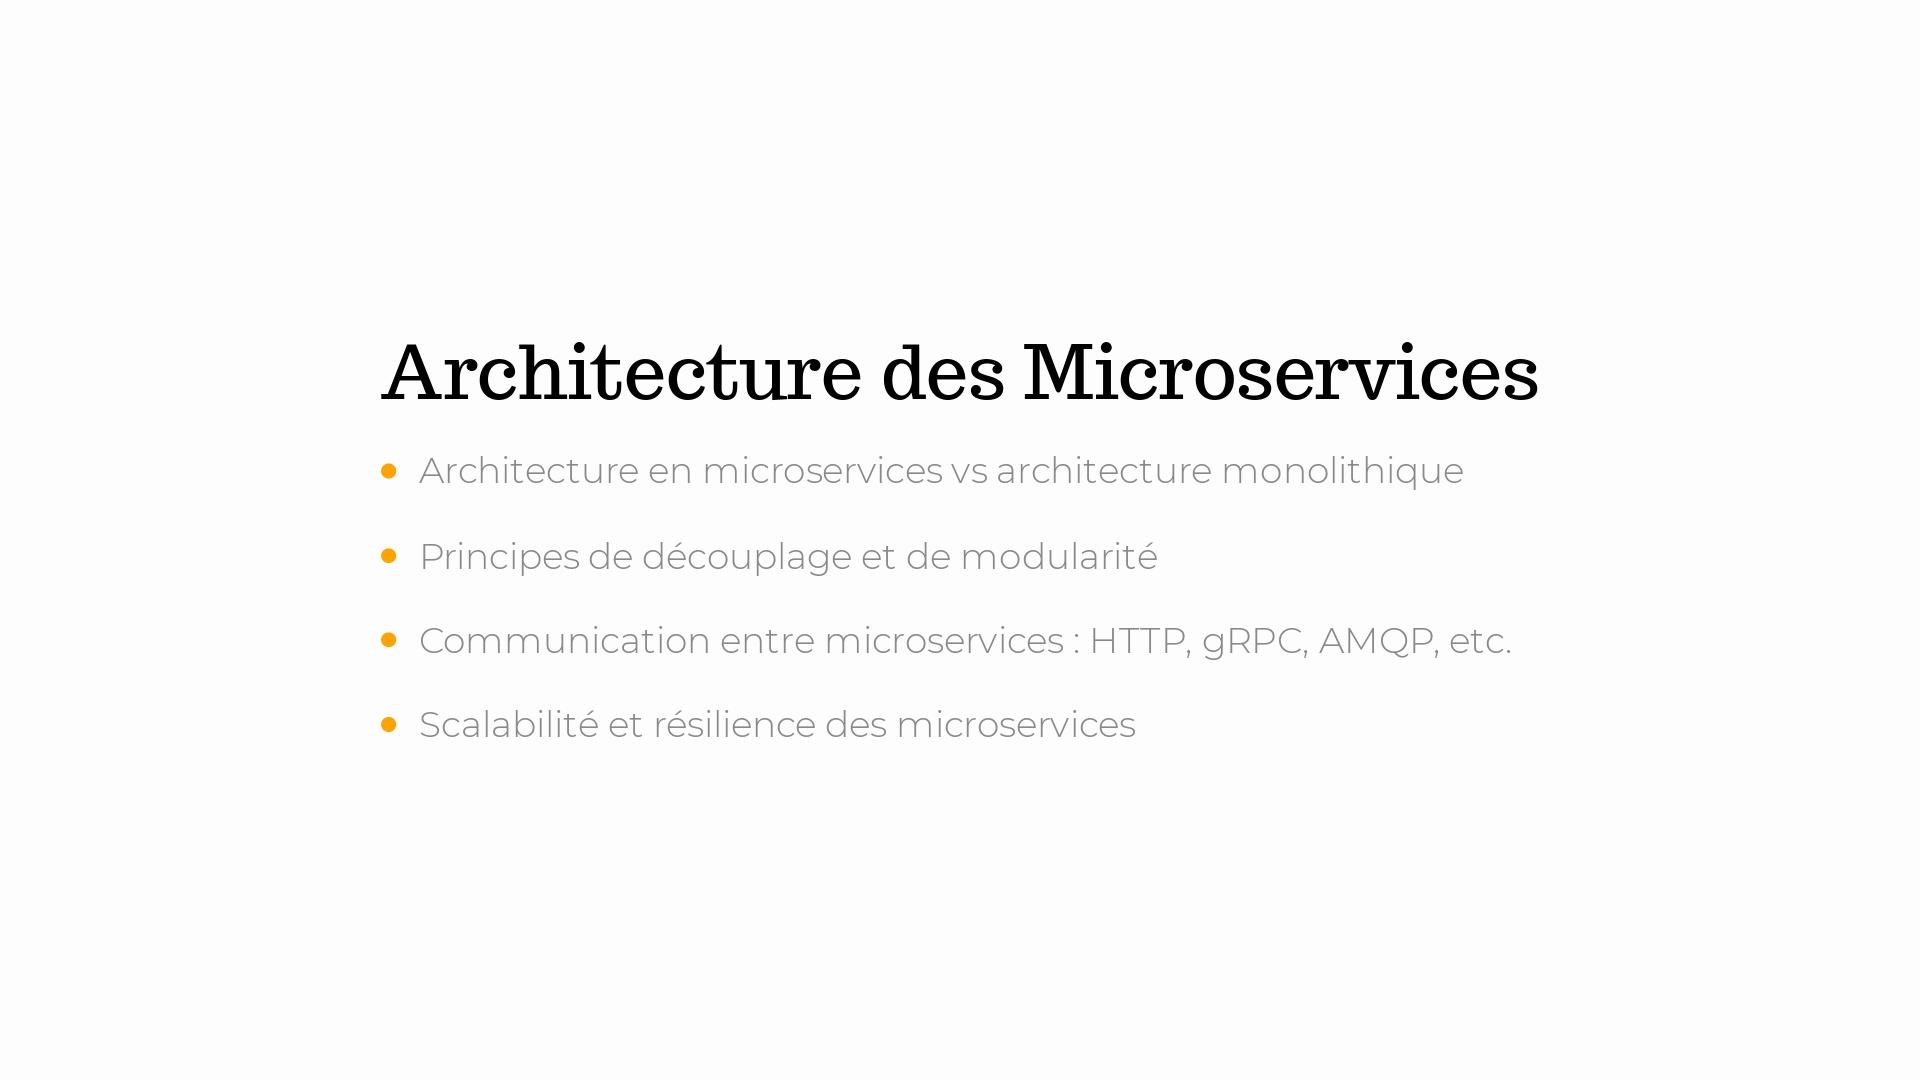 Architecture des Microservices
Architecture en microservices vs architecture monolithique
Principes de découplage et de modularité
Communication entre microservices : HTTP, gRPC, AMQP, etc.
Scalabilité et résilience des microservices